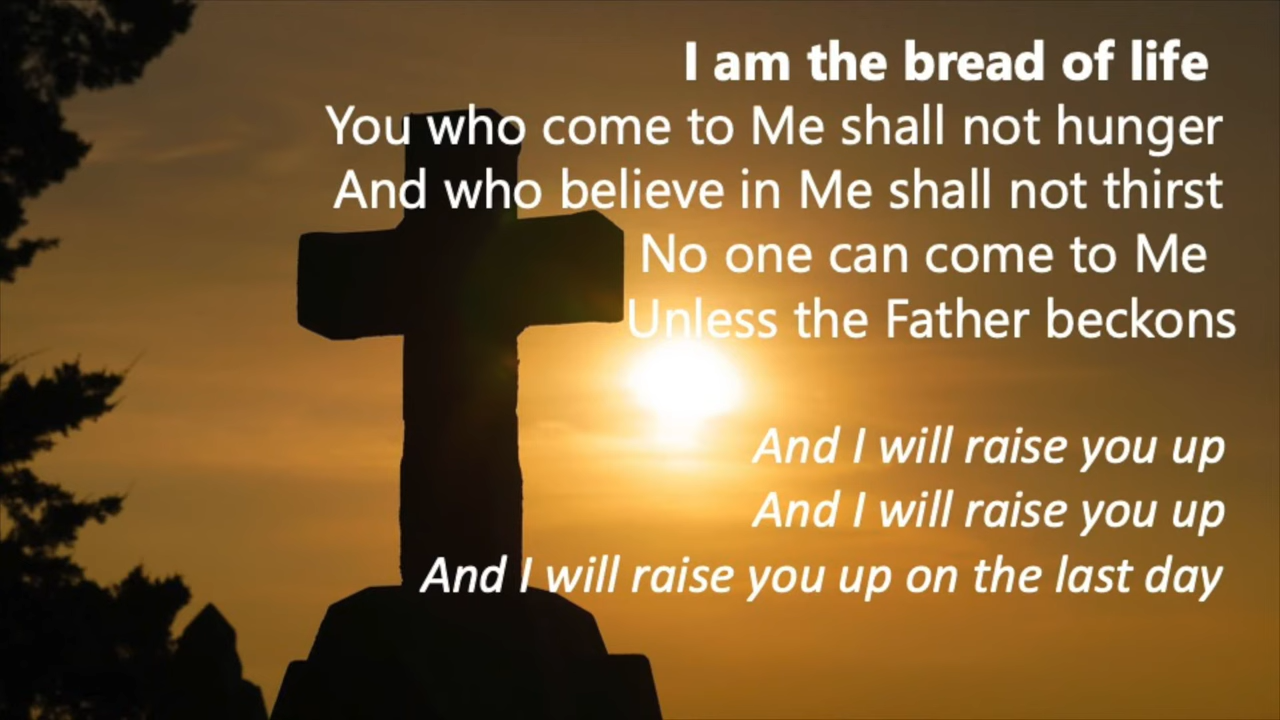 I am the bread of life
You who come to Me shall not hunger
And who believe in Me shall not thirst
No one can come to Me
Unless the Father beckons
And I will raise you up
And I will raise you up
And I will raise you up on the last day